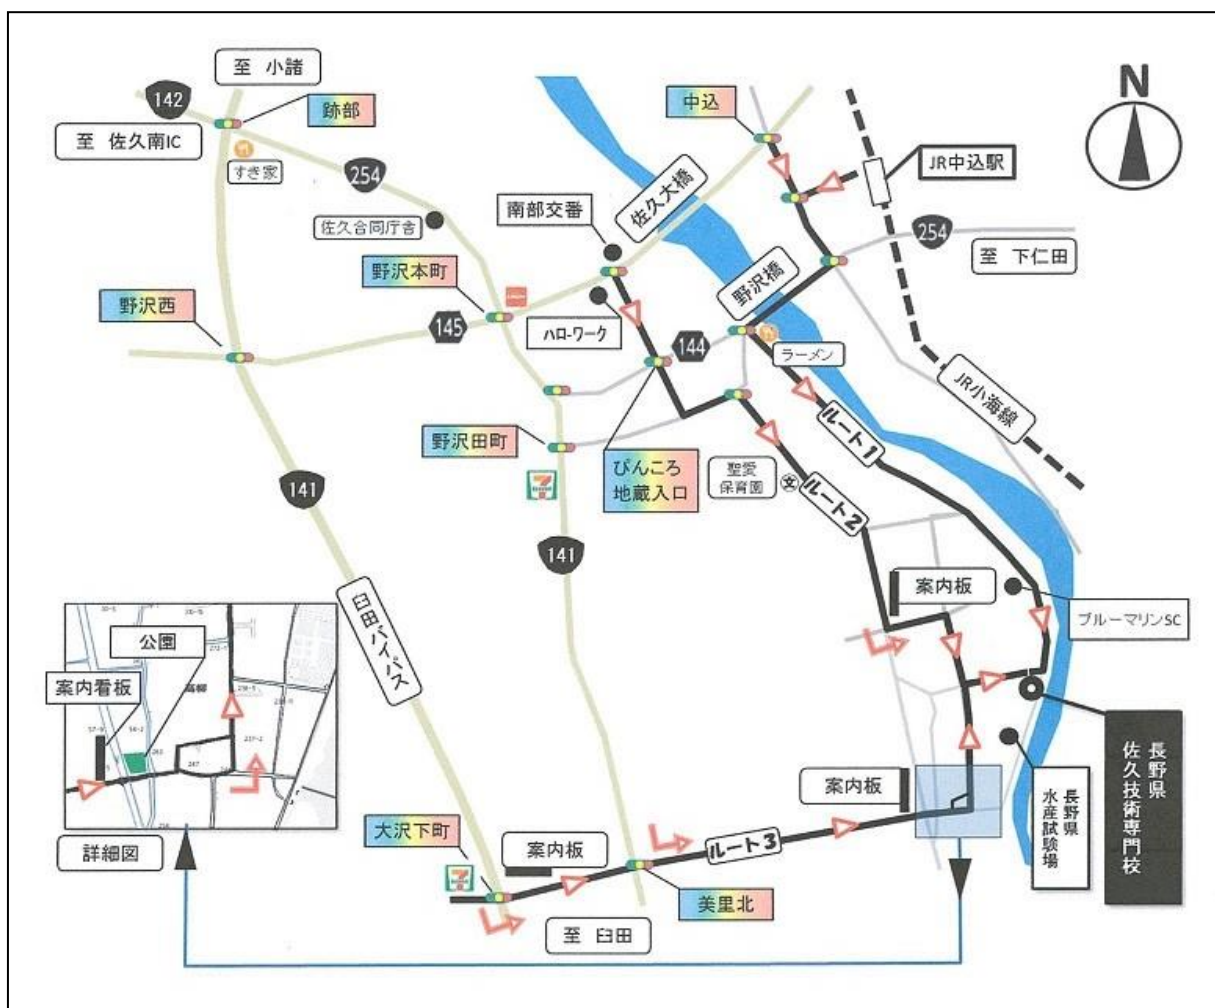 至 小諸
142
跡部
中込
N
至 佐久南IC
すき家
254
JR中込駅
佐久大橋
南部交番
佐久合同庁舎
254
至 下仁田
野沢本町
野沢橋
野沢西
145
ハローワーク
144
ラーメン
JR小海線
ルート1
野沢田町
ぴんころ
地蔵入口
聖愛
保育園
文
141
7
ルート2
141
案内板
ブルーマリンSC
臼田バイパス
公園
案内看板
高柳
長野県
佐久技術専門校
案内板
長野県
水産試験場
大沢下町
案内板
ルート3
詳細図
7
美里北
至 臼田